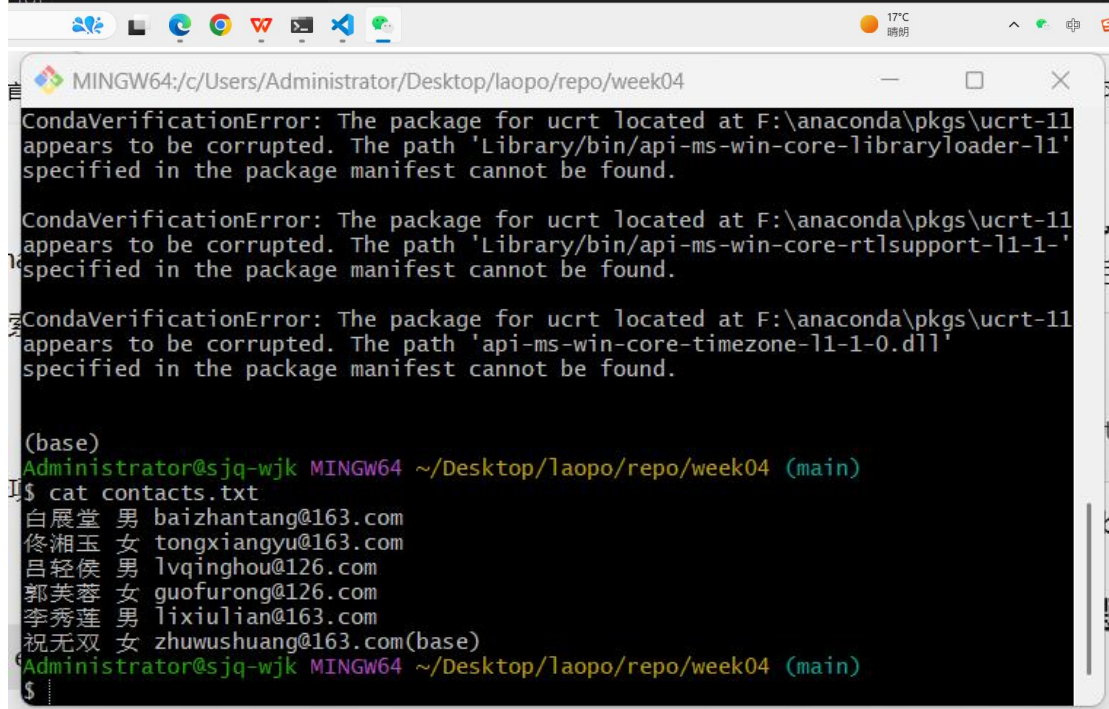 17°C
晴朗
中
MINGW64:/c/Users/Administrator/Desktop/laopo/repo/week04
CondaVerificationError: The package for ucrt located at F:\anaconda\pkgs\ucrt-11
appears to be corrupted. The path 'Library/bin/api-ms-win-core-libraryloader-l1'
specified in the package manifest cannot be found.
CondaVerificationError: The package for ucrt located at F:\anaconda\pkgs\ucrt-11
appears to be corrupted. The path 'Library/bin/api-ms-win-core-rtlsupport-l1-1-'
specified in the package manifest cannot be found.
CondaVerificationError: The package for ucrt located at F:\anaconda\pkgs\ucrt-11
appears to be corrupted. The path 'api-ms-win-core-timezone-l1-1-0.dll'
specified in the package manifest cannot be found.
(base)
Administrator@sjq-wjk MINGW64 ~/Desktop/laopo/repo/week04 (main)
$ cat contacts.txt
白展堂 男 baizhantang@163.com
佟湘玉 女 tongxiangyu@163.com
吕轻侯 男 lvqinghou@126.com
郭芙蓉 女 guofurong@126.com
李秀莲 男 lixiulian@163.com
祝无双 女 zhuwushuang@163.com(base)
Administrator@sjq-wjk MINGW64 ~/Desktop/laopo/repo/week04 (main)
$